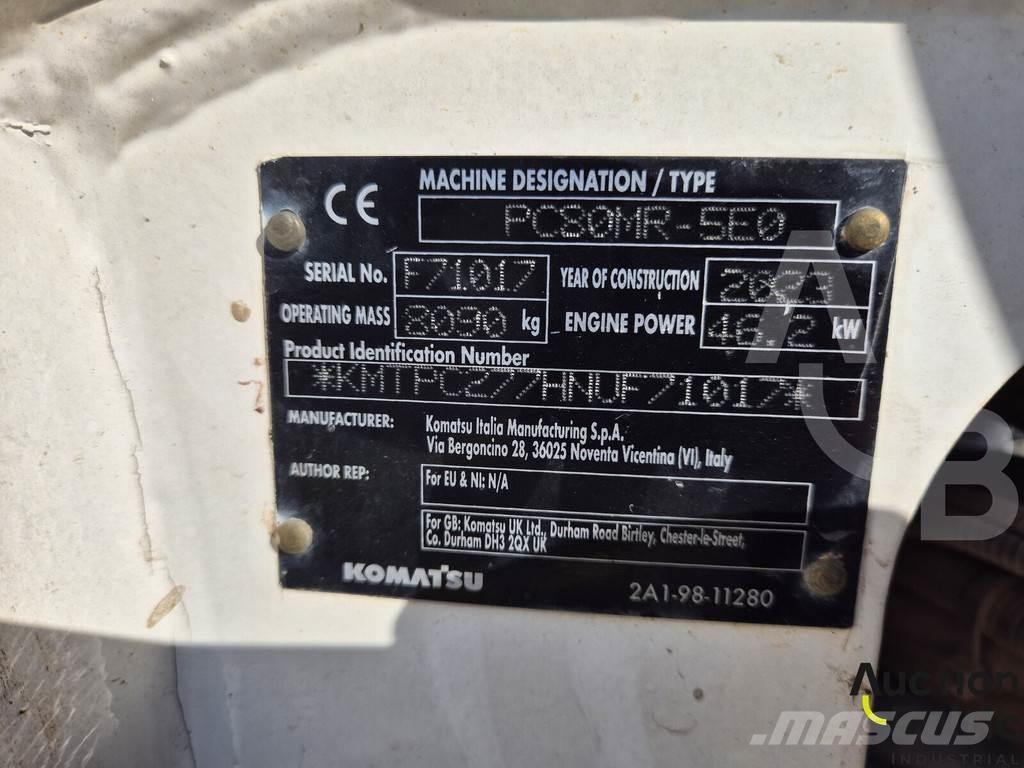 CE
MACHINE DESIGNATION / TYPE
PC80MR-5E0
SERIAL No. F71017
YEAR OF CONSTRUCTION
OPERATING MASS 8090 kg
ENGINE POWER 46.2 kW
Product Identification Number
*KMTPC277HNUF71017*
MANUFACTURER: Komatsu Italia Manufacturing S.p.A.
Via Bergoncino 28, 36025 Noventa Vicentina (VI), Italy
AUTHOR REP:
For EU & NI: N/A
For GB: Komatsu UK Ltd., Durham Road Birtley, Chester-le-Street,
Co. Durham DH3 2QX UK
KOMATSU
2A1-98-11280
A
B
Auction
MASCUS
INDUSTRIAL